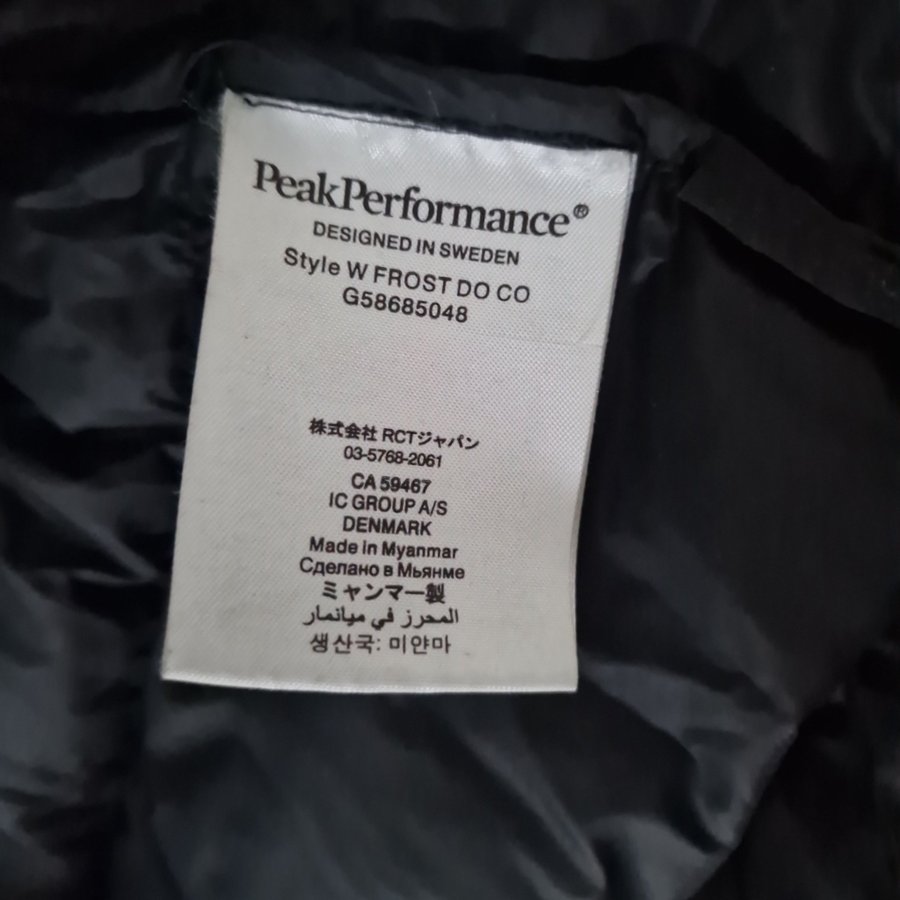 PeakPerformance®
DESIGNED IN SWEDEN
Style W FROST DO CO
G58685048
株式会社 RCTジャパン
03-5768-2061
CA 59467
IC GROUP A/S
DENMARK
Made in Myanmar
Сделано в Мьянме
ミャンマー製
المحرز في ميانمار
생산국: 미얀마